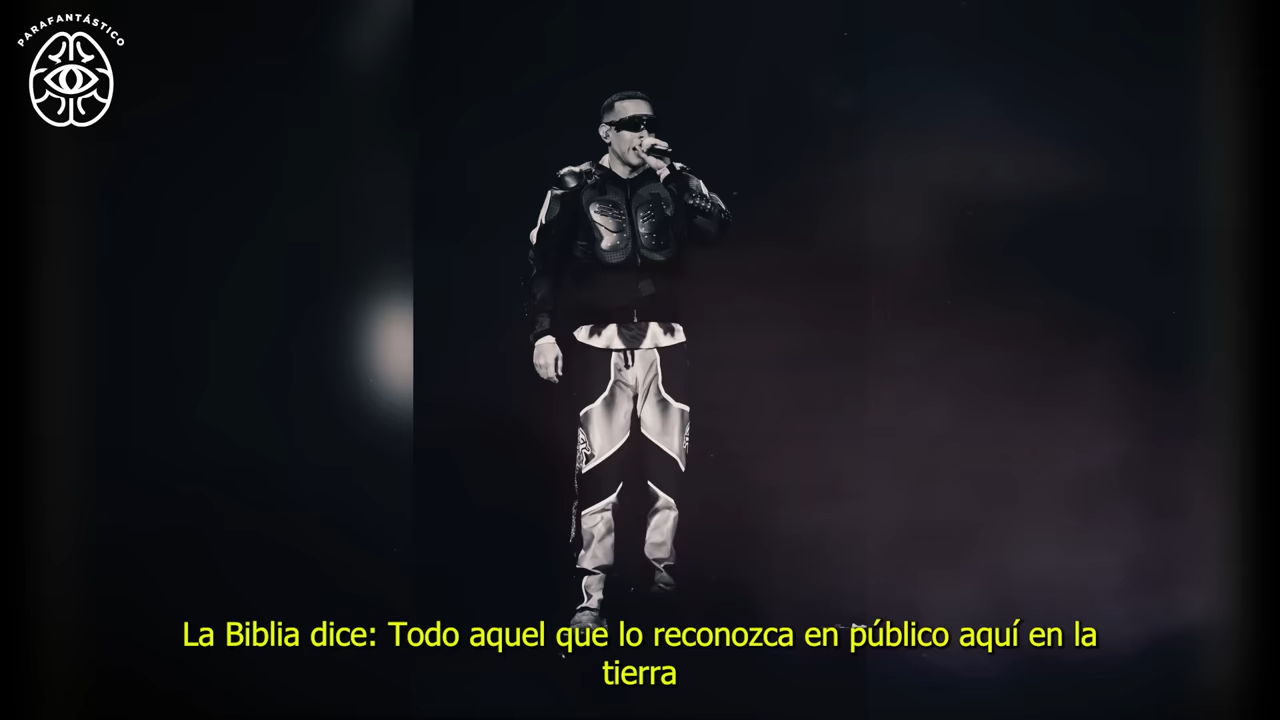 PARAFANTÁSTICO
La Biblia dice: Todo aquel que lo reconozca en público aquí en la
tierra